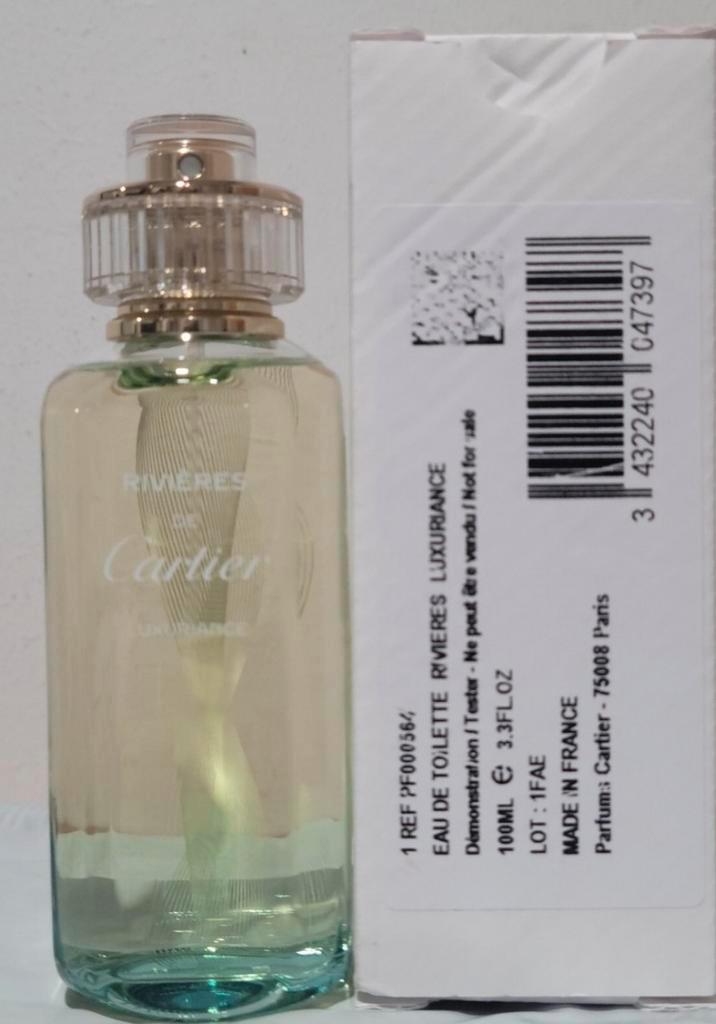 RIVIÈRES
DE
Cartier
LUXURIANCE
1 REF PF000564
EAU DE TOILETTE RIVIERES LUXURIANCE
Démonstration / Tester - Ne peut être vendu / Not for sale
100ML e 3.3FL.OZ
LOT : 1FAE
MADE IN FRANCE
Parfums Cartier - 75008 Paris
3 432240 047397